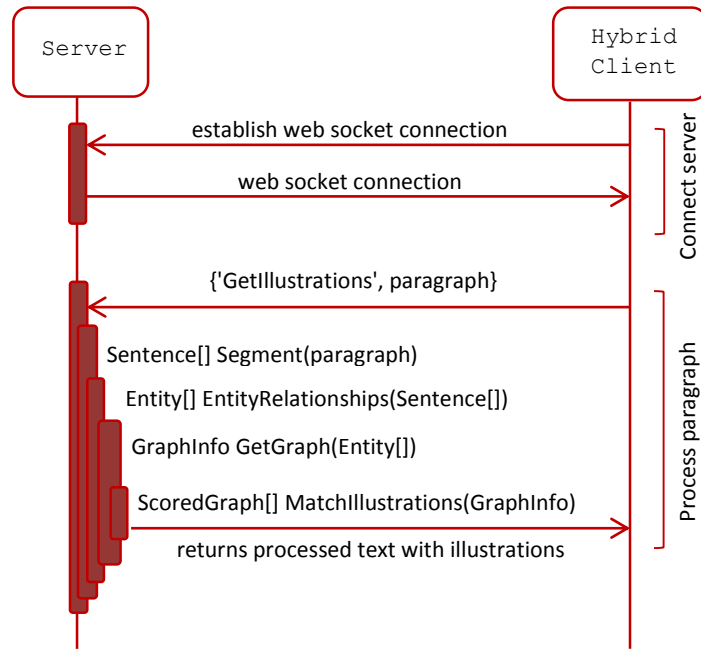 Server
Hybrid
Client
establish web socket connection
web socket connection
Connect server
{'GetIllustrations', paragraph}
Sentence[] Segment(paragraph)
Entity[] EntityRelationships(Sentence[])
GraphInfo GetGraph(Entity[])
ScoredGraph[] MatchIllustrations(GraphInfo)
returns processed text with illustrations
Process paragraph